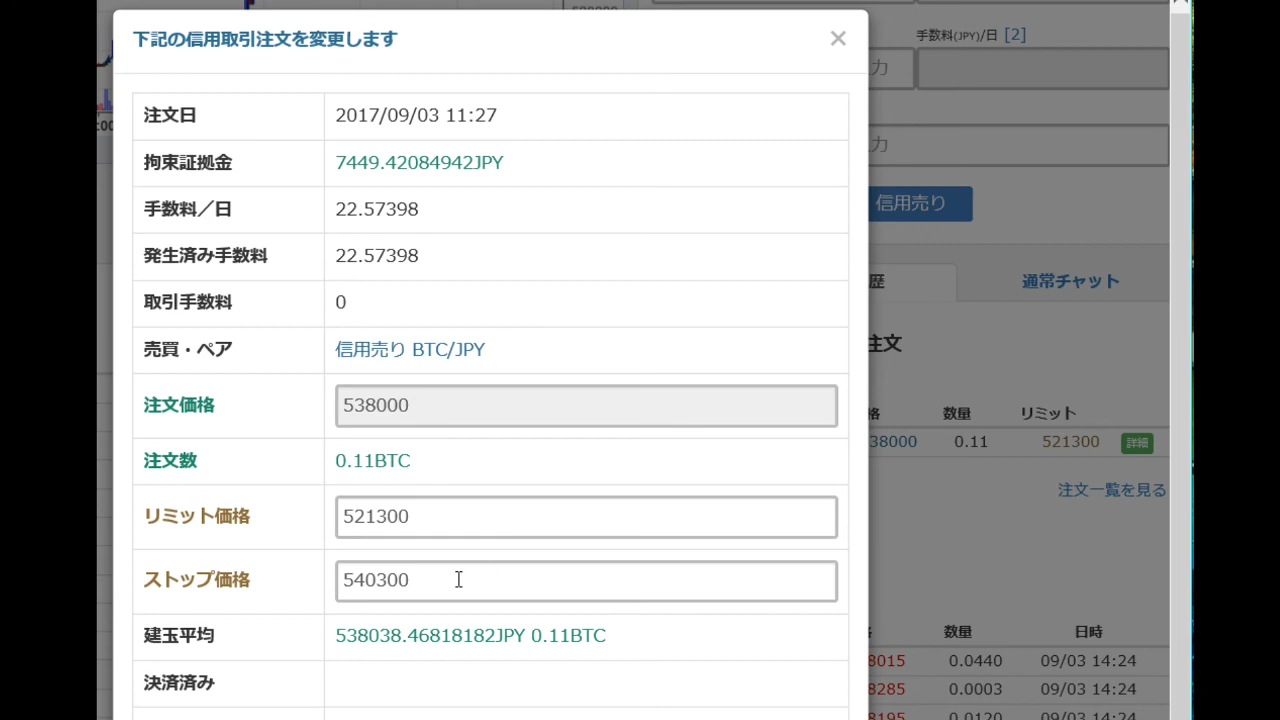 下記の信用取引注文を変更します
×
手数料(JPY)/日 [2]
力
力
信用売り
注文日 2017/09/03 11:27
拘束証拠金 7449.42084942JPY
手数料／日 22.57398
発生済み手数料 22.57398
取引手数料 0
売買・ペア 信用売り BTC/JPY
注文価格 538000
注文数 0.11BTC
リミット価格 521300
ストップ価格 540300
建玉平均 538038.46818182JPY 0.11BTC
決済済み
歴 通常チャット
注文
格 数量 リミット
38000 0.11 521300 詳細
注文一覧を見る
数量 日時
8015 0.0440 09/03 14:24
8285 0.0003 09/03 14:24
8195 0.0120 09/03 14:24